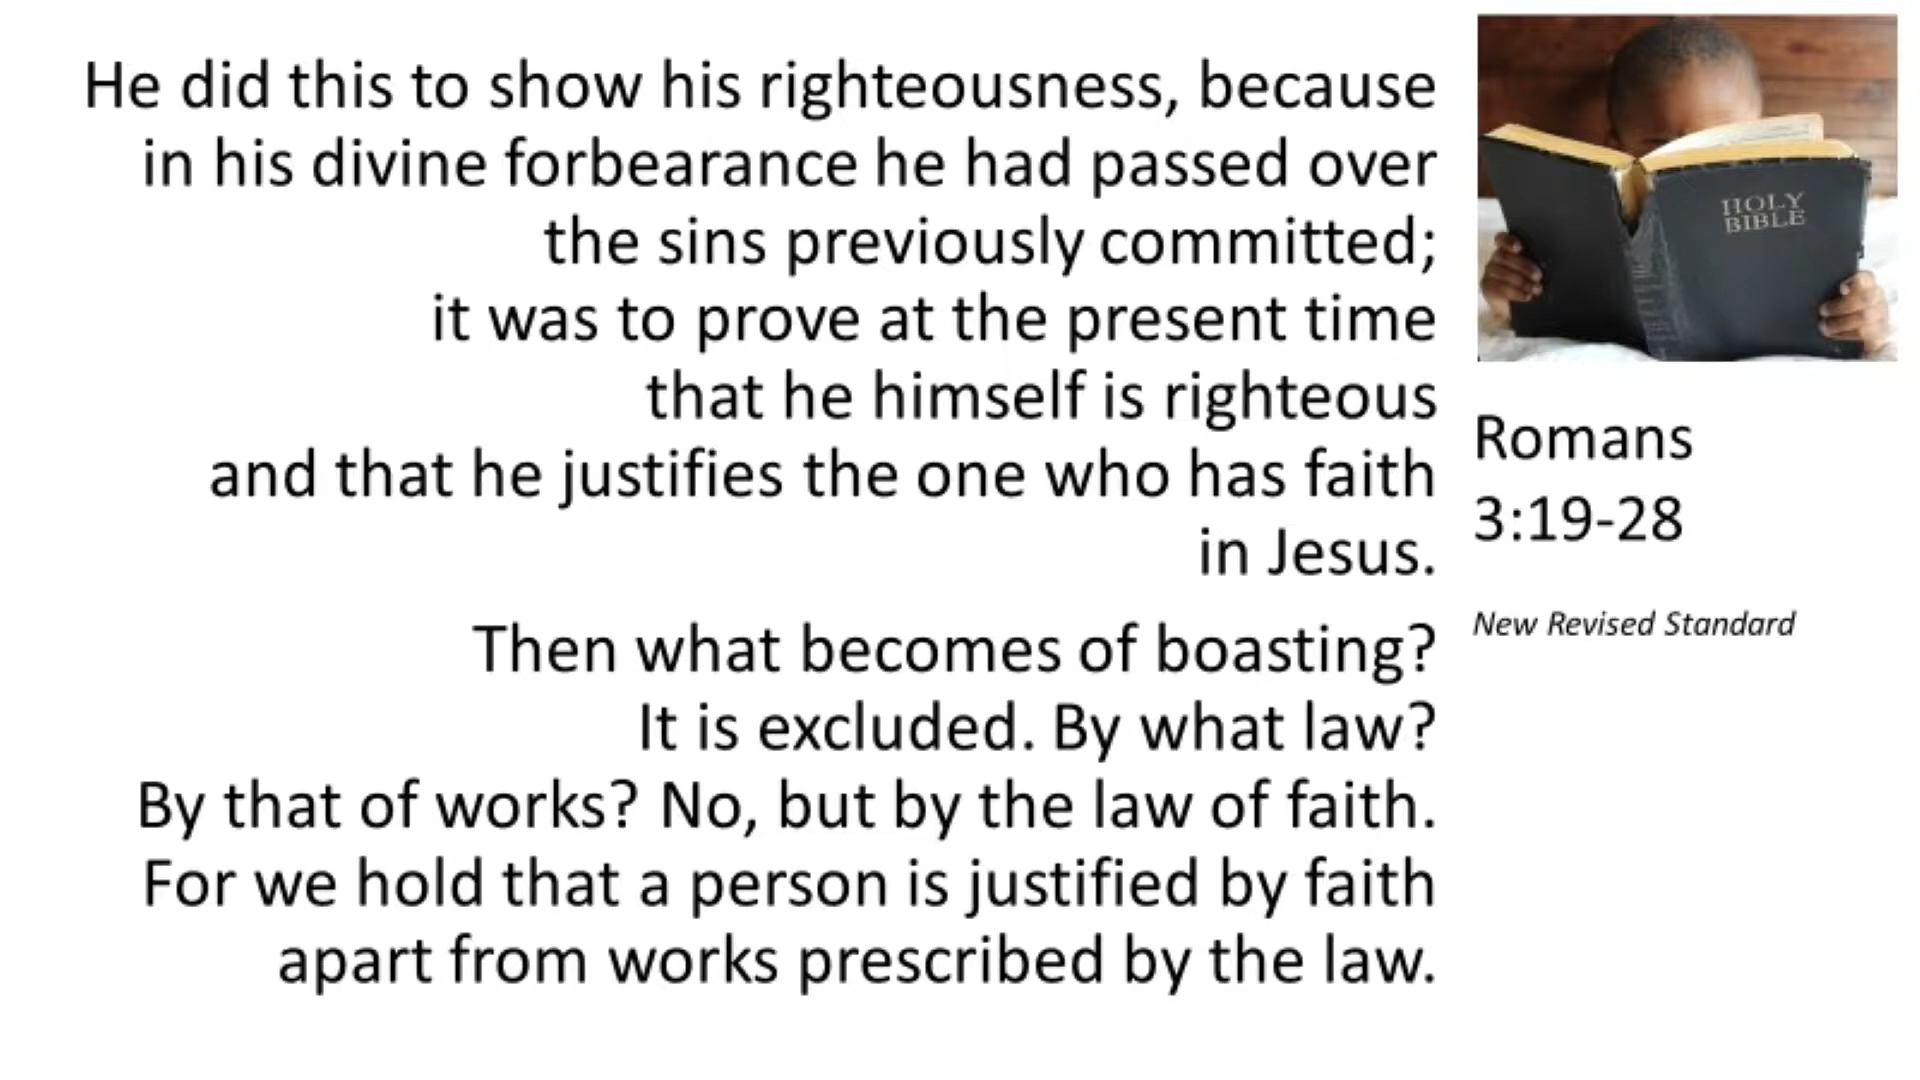 He did this to show his righteousness, because
in his divine forbearance he had passed over
the sins previously committed;
it was to prove at the present time
that he himself is righteous
and that he justifies the one who has faith
in Jesus.
Then what becomes of boasting?
It is excluded. By what law?
By that of works? No, but by the law of faith.
For we hold that a person is justified by faith
apart from works prescribed by the law.
HOLY
BIBLE
Romans
3:19-28
New Revised Standard